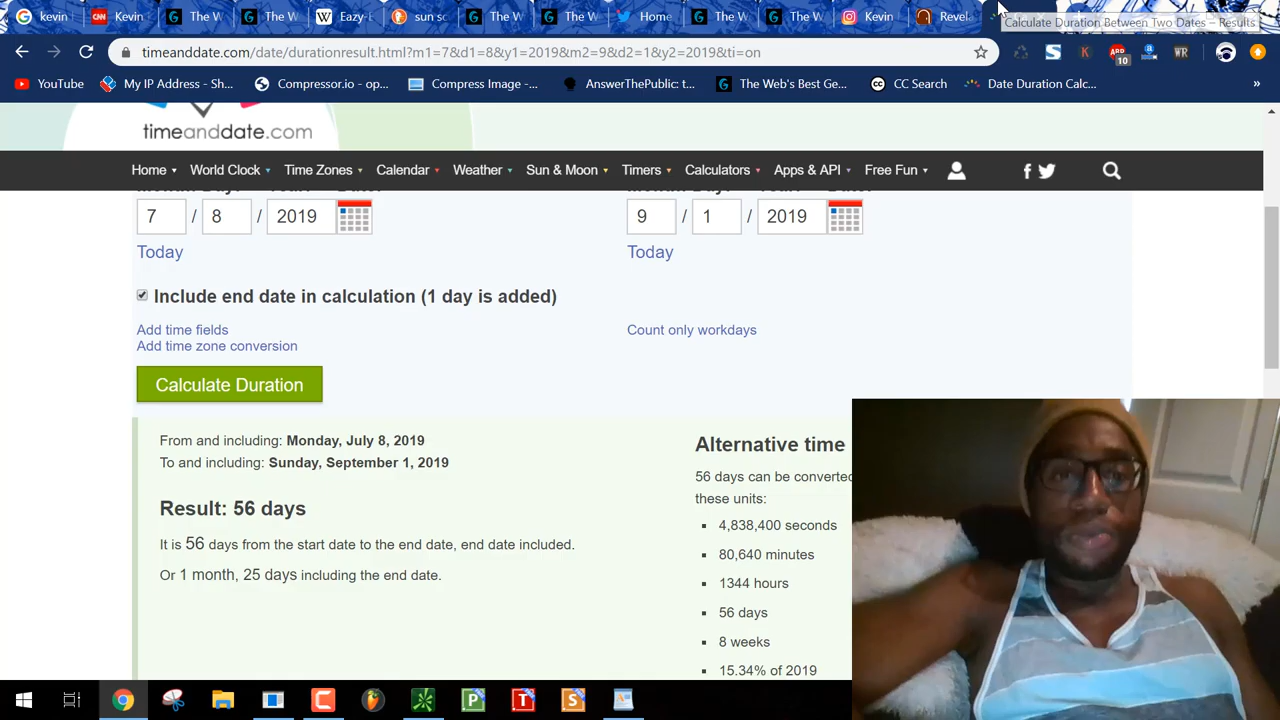 kevin
CNN Kevin
G The W
G The W
W Eazy-E
sun sc
G The W
G The W
Home
G The W
G The W
Kevin
Revela
Calculate Duration Between Two Dates – Results
timeanddate.com/date/durationresult.html?m1=7&d1=8&y1=2019&m2=9&d2=1&y2=2019&ti=on
S K ABP 10 a WR
YouTube
My IP Address - Sh...
Compressor.io - op...
Compress Image -...
AnswerThePublic: t...
The Web's Best Ge...
CC Search
Date Duration Calc...
»
timeanddate.com
Home World Clock Time Zones Calendar Weather Sun & Moon Timers Calculators Apps & API Free Fun
7 / 8 / 2019
9 / 1 / 2019
Today
Today
Include end date in calculation (1 day is added)
Add time fields
Count only workdays
Add time zone conversion
Calculate Duration
From and including: Monday, July 8, 2019
To and including: Sunday, September 1, 2019
Result: 56 days
It is 56 days from the start date to the end date, end date included.
Or 1 month, 25 days including the end date.
Alternative time
56 days can be converted
these units:
4,838,400 seconds
80,640 minutes
1344 hours
56 days
8 weeks
15.34% of 2019